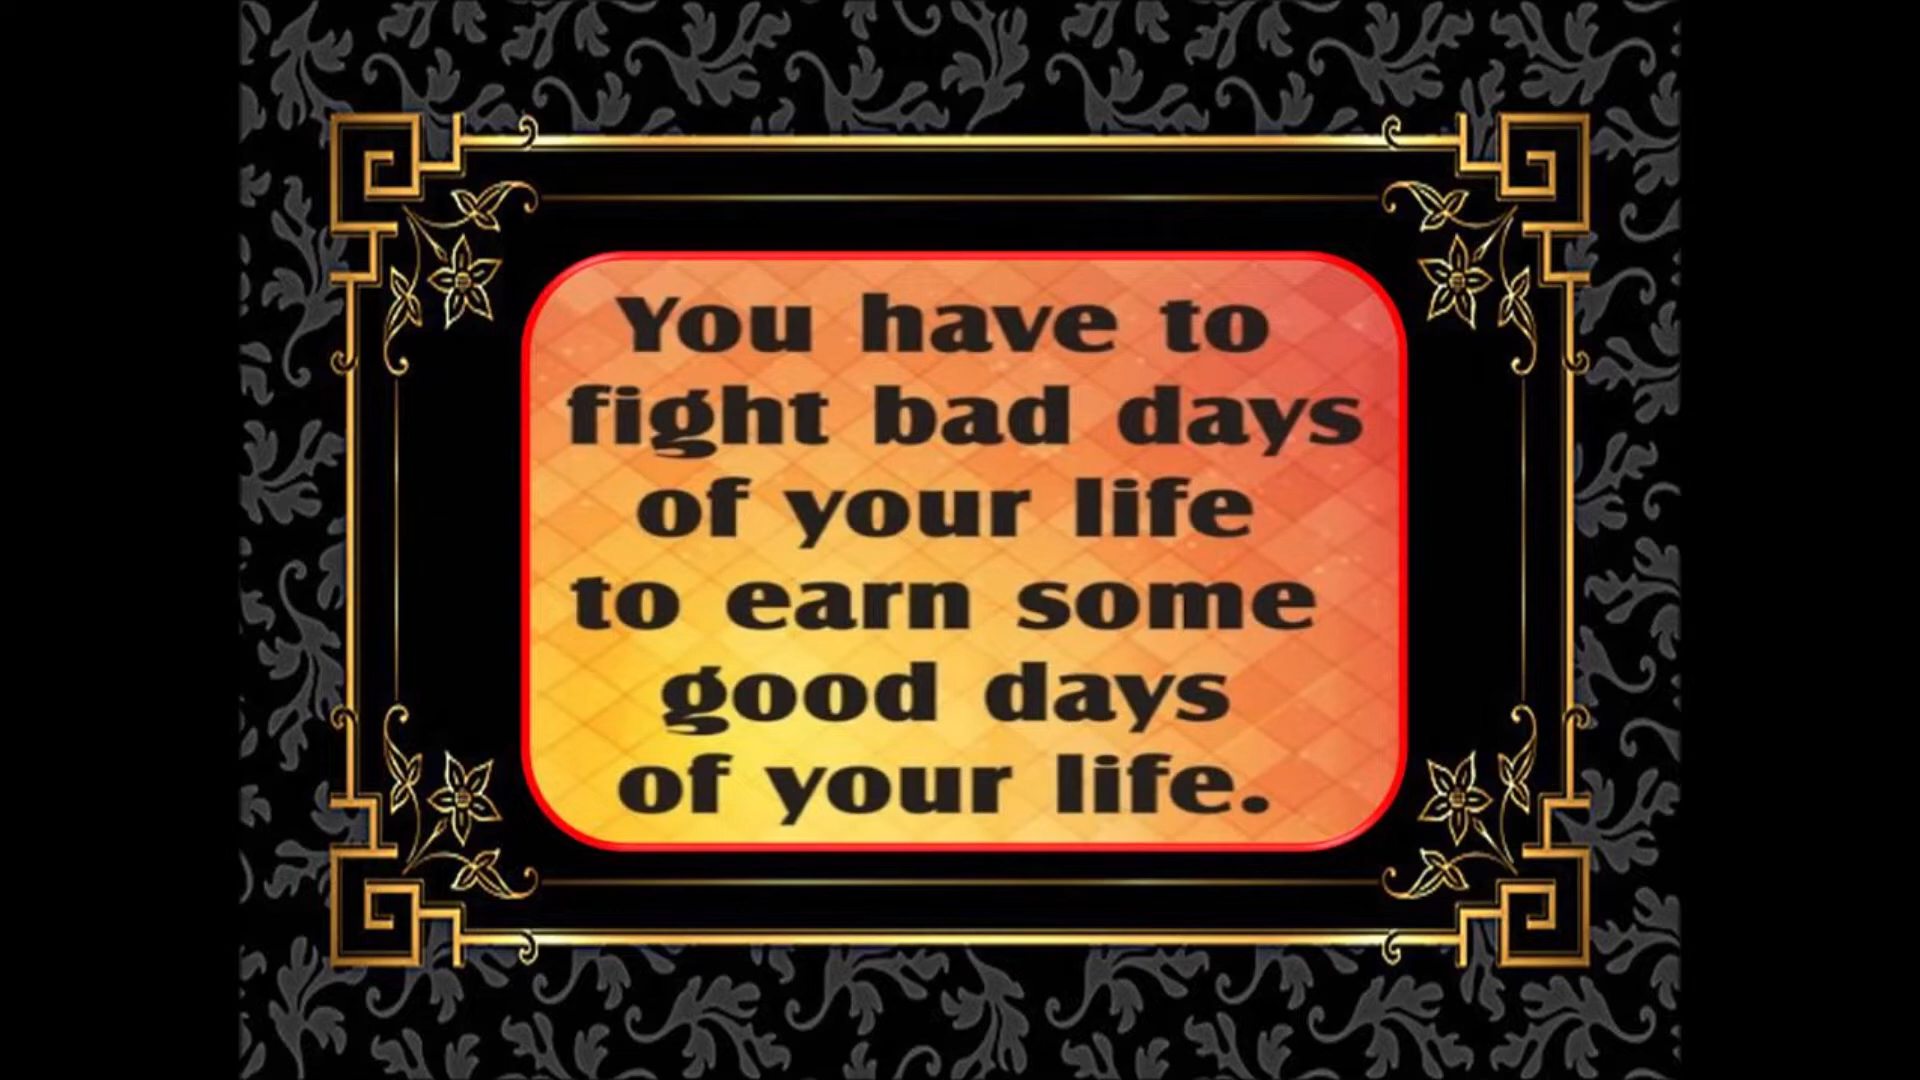 You have to
fight bad days
of your life
to earn some
good days
of your life.